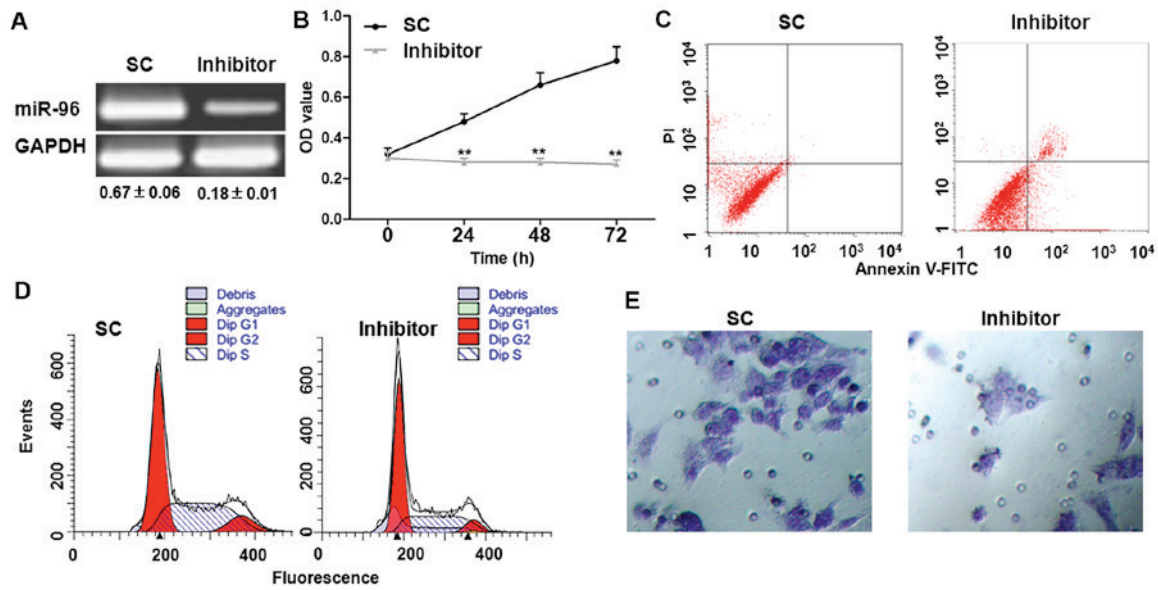 A
SC Inhibitor
miR-96
GAPDH
0.67 ± 0.06 0.18 ± 0.01
B
SC
Inhibitor
OD value
1.0
0.8
0.6
0.4
0.2
0.0
** ** **
0 24 48 72
Time (h)
C
SC Inhibitor
PI
10⁴
10³
10²
10
1
1 10 10² 10³ 10⁴
10⁴
10³
10²
10
1
1 10 10² 10³ 10⁴
Annexin V-FITC
D
SC
Debris
Aggregates
Dip G1
Dip G2
Dip S
Inhibitor
Debris
Aggregates
Dip G1
Dip G2
Dip S
Events
600
400
200
0
0 200 400
800
600
400
200
0
0 200 400
Fluorescence
E
SC Inhibitor